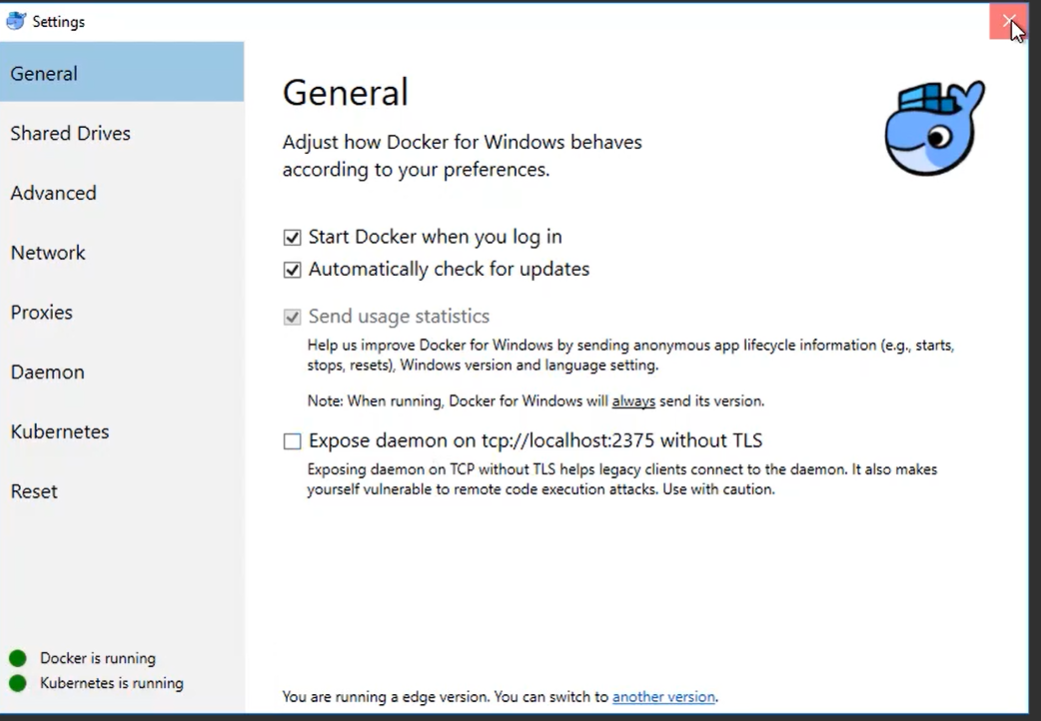 Settings
General
Shared Drives
Advanced
Network
Proxies
Daemon
Kubernetes
Reset
Docker is running
Kubernetes is running
General
Adjust how Docker for Windows behaves
according to your preferences.
Start Docker when you log in
Automatically check for updates
Send usage statistics
Help us improve Docker for Windows by sending anonymous app lifecycle information (e.g., starts,
stops, resets), Windows version and language setting.
Note: When running, Docker for Windows will always send its version.
Expose daemon on tcp://localhost:2375 without TLS
Exposing daemon on TCP without TLS helps legacy clients connect to the daemon. It also makes
yourself vulnerable to remote code execution attacks. Use with caution.
You are running a edge version. You can switch to another version.